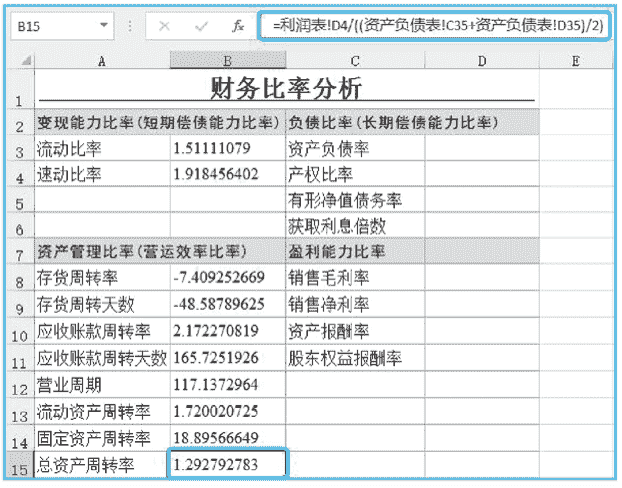 B15 fx =利润表!D4/((资产负债表!C35+资产负债表!D35)/2)
A B C D E
1 财务比率分析
2 变现能力比率(短期偿债能力比率) 负债比率(长期偿债能力比率)
3 流动比率 1.51111079 资产负债率
4 速动比率 1.918456402 产权比率
5 有形净值债务率
6 获取利息倍数
7 资产管理比率(营运效率比率) 盈利能力比率
8 存货周转率 -7.409252669 销售毛利率
9 存货周转天数 -48.58789625 销售净利率
10 应收账款周转率 2.172270819 资产报酬率
11 应收账款周转天数 165.7251926 股东权益报酬率
12 营业周期 117.1372964
13 流动资产周转率 1.720020725
14 固定资产周转率 18.89566649
15 总资产周转率 1.292792783